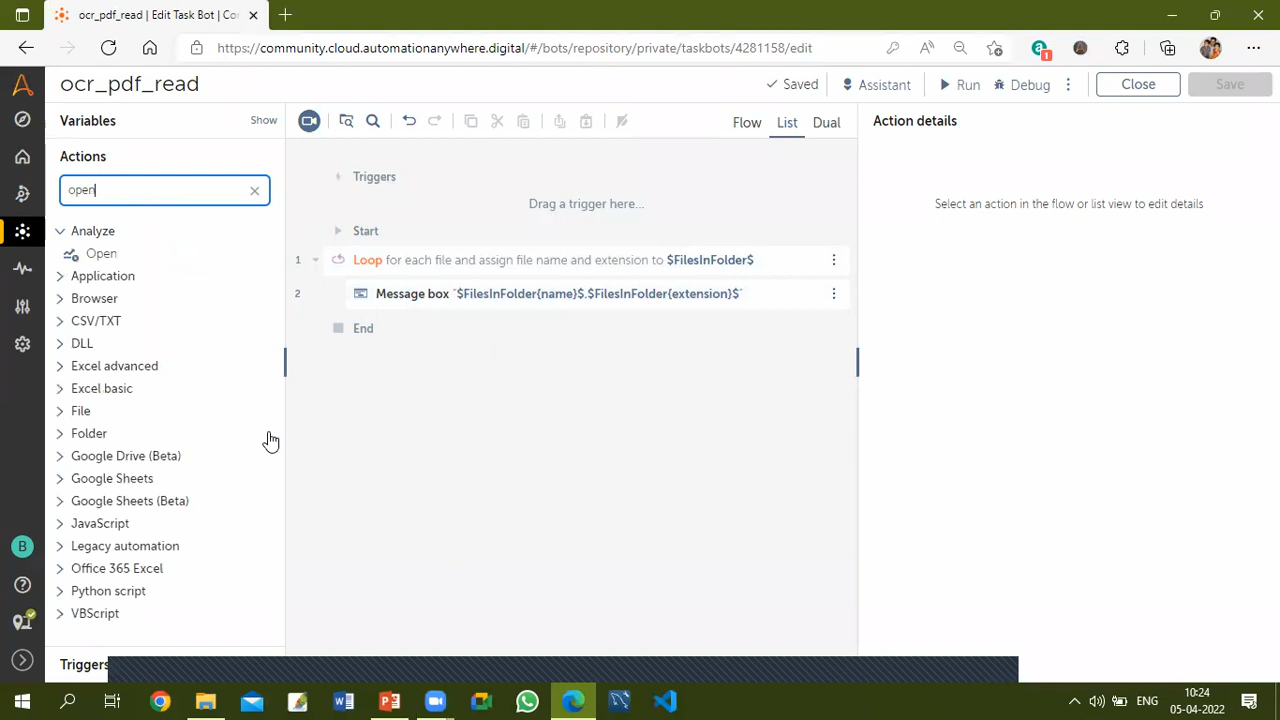 ocr_pdf_read | Edit Task Bot | Co
https://community.cloud.automationanywhere.digital/#/bots/repository/private/taskbots/4281158/edit
1
ocr_pdf_read
Saved
Assistant
Run
Debug
Close
Save
Variables
Show
Flow
List
Dual
Action details
Actions
open
Triggers
Drag a trigger here...
Select an action in the flow or list view to edit details
Start
Analyze
Open
1 Loop for each file and assign file name and extension to $FilesInFolder$
2 Message box "$FilesInFolder{name}$.$FilesInFolder{extension}$"
End
Application
Browser
CSV/TXT
DLL
Excel advanced
Excel basic
File
Folder
Google Drive (Beta)
Google Sheets
Google Sheets (Beta)
JavaScript
Legacy automation
Office 365 Excel
Python script
VBScript
B
Triggers
ENG
10:24
05-04-2022